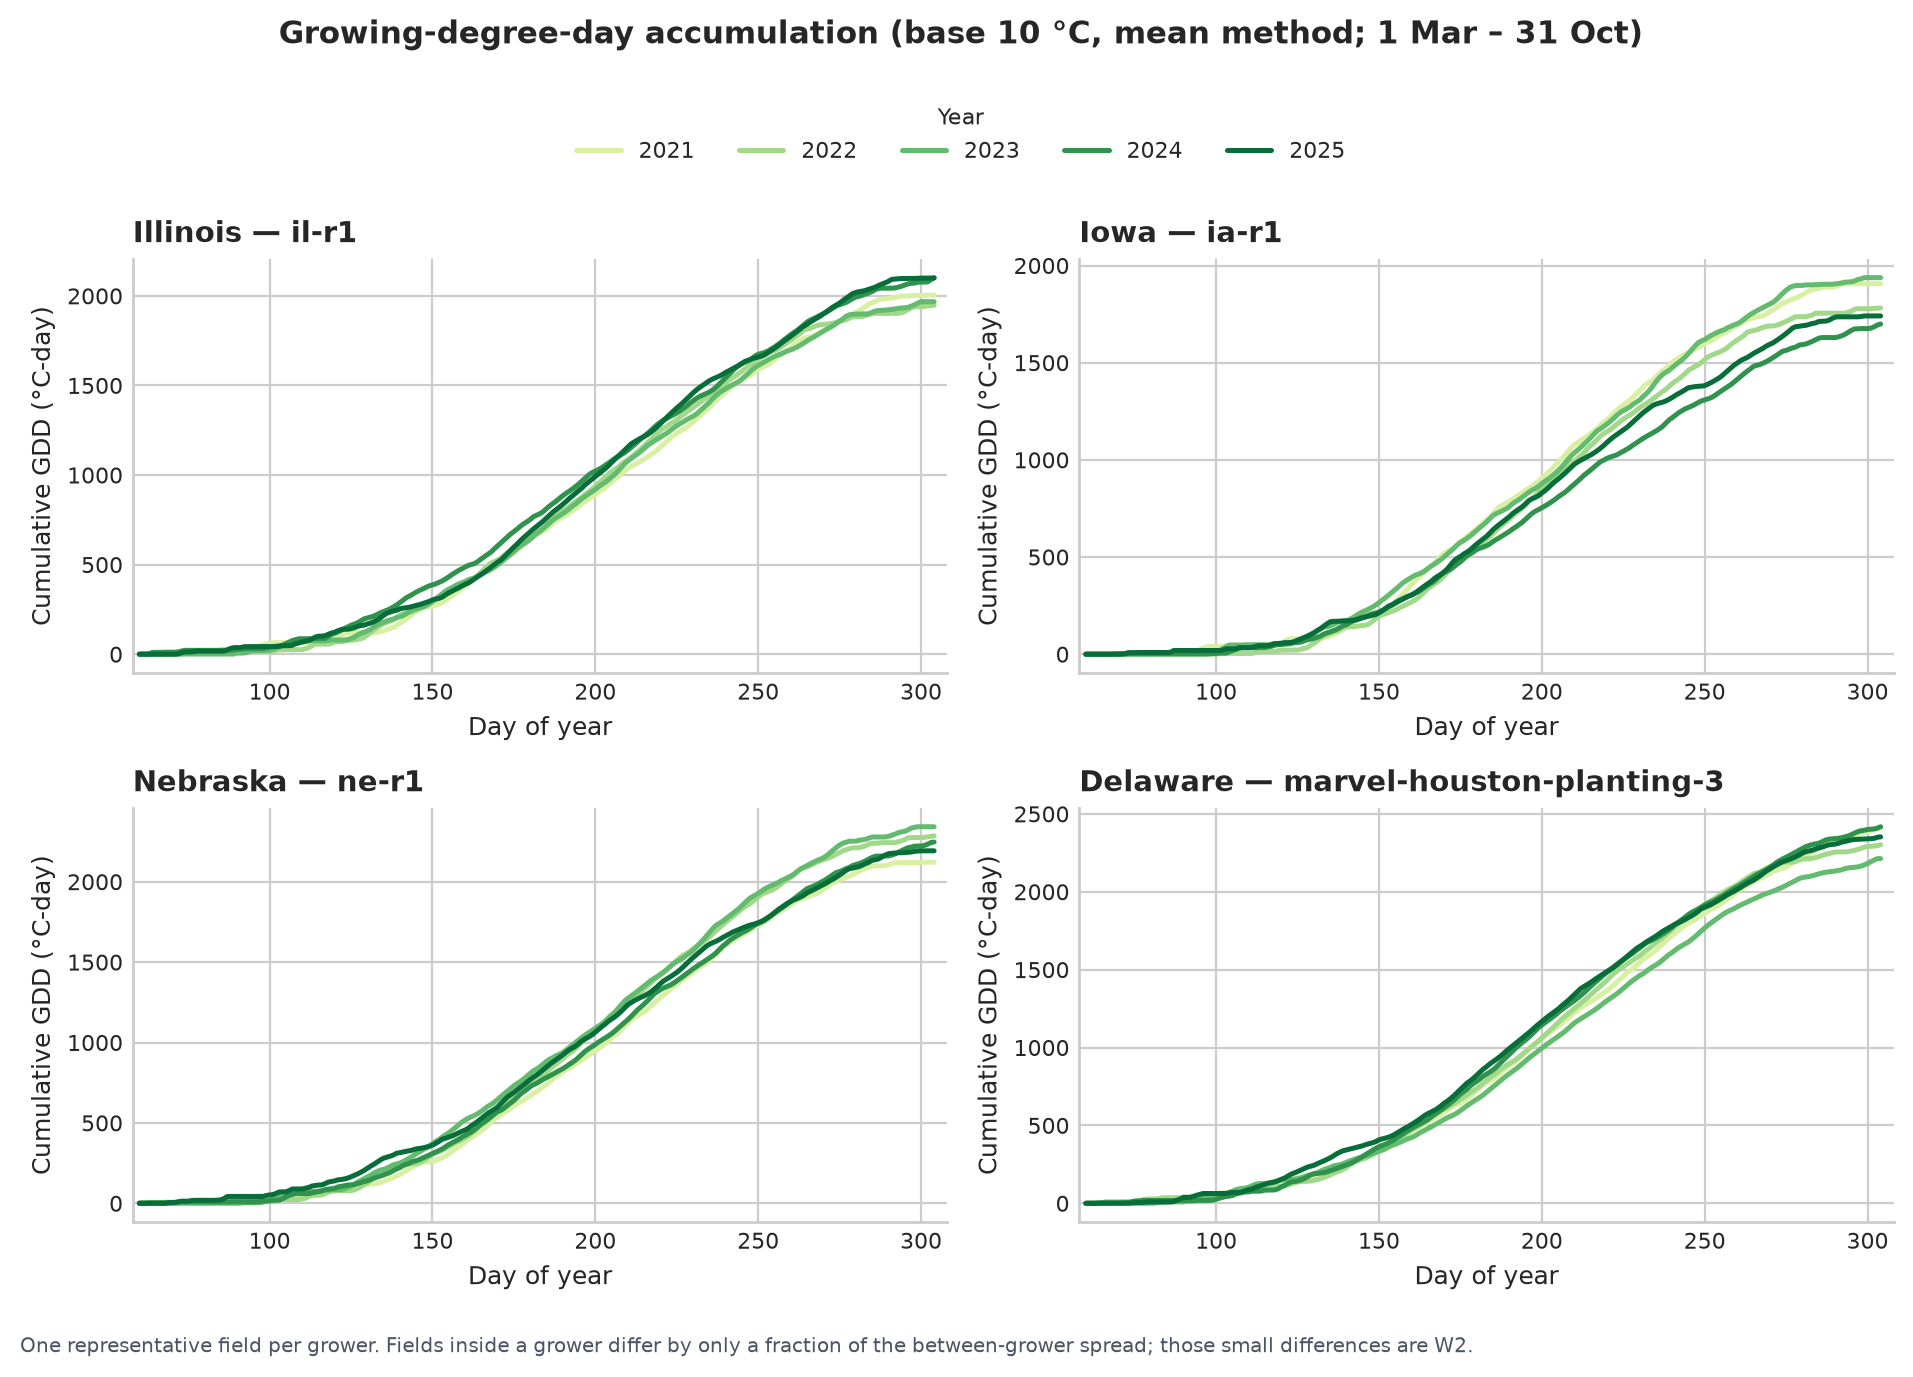 Growing-degree-day accumulation (base 10 °C, mean method; 1 Mar – 31 Oct)
Year
2021 2022 2023 2024 2025
Illinois — il-r1
Cumulative GDD (°C-day)
2000
1500
1000
500
0
100 150 200 250 300
Day of year
Iowa — ia-r1
Cumulative GDD (°C-day)
2000
1500
1000
500
0
100 150 200 250 300
Day of year
Nebraska — ne-r1
Cumulative GDD (°C-day)
2000
1500
1000
500
0
100 150 200 250 300
Day of year
Delaware — marvel-houston-planting-3
Cumulative GDD (°C-day)
2500
2000
1500
1000
500
0
100 150 200 250 300
Day of year
One representative field per grower. Fields inside a grower differ by only a fraction of the between-grower spread; those small differences are W2.